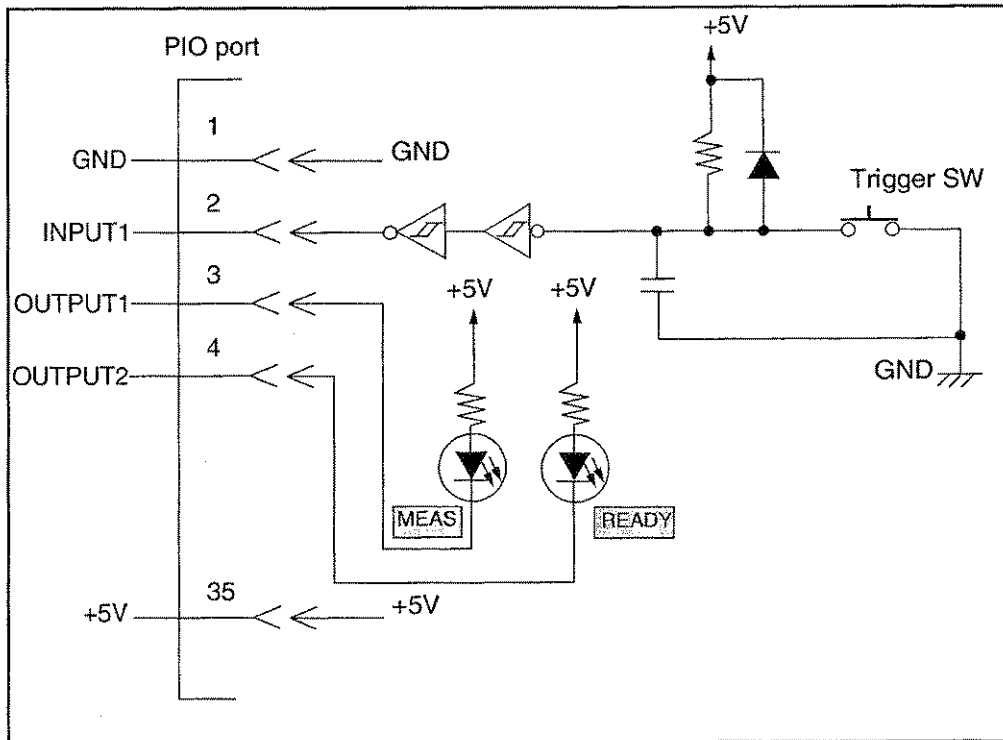 +5V
PIO port
1
GND
GND
2
Trigger SW
INPUT1
3
+5V
+5V
OUTPUT1
4
OUTPUT2
GND
MEAS
READY
35
+5V
+5V